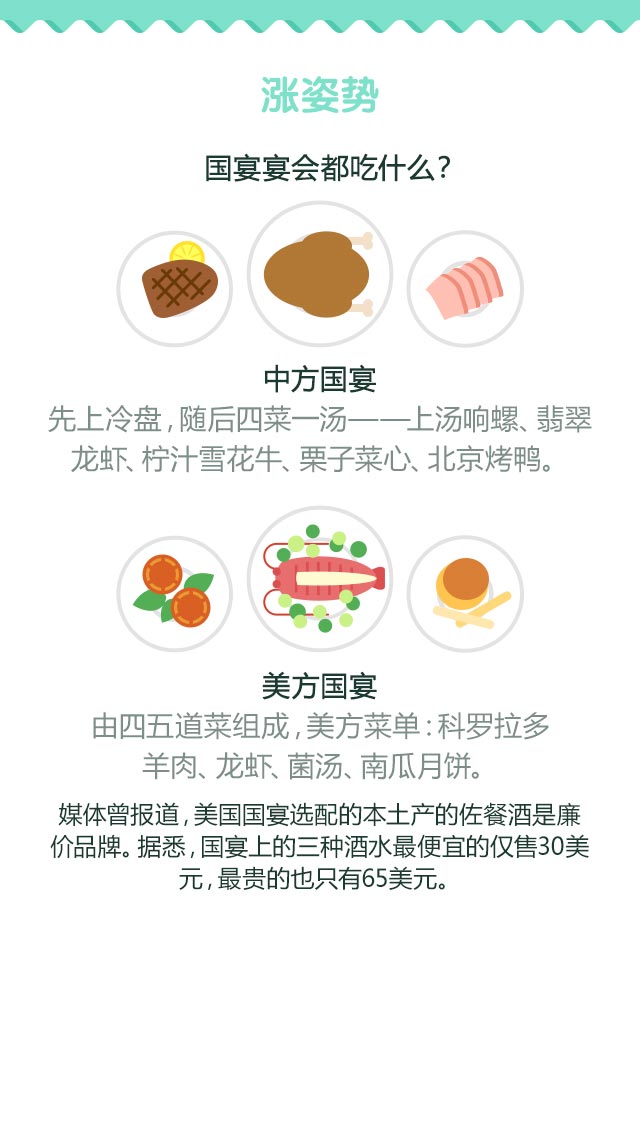 涨姿势
国宴宴会都吃什么？
中方国宴
先上冷盘，随后四菜一汤——上汤响螺、翡翠
龙虾、柠汁雪花牛、栗子菜心、北京烤鸭。
美方国宴
由四五道菜组成，美方菜单：科罗拉多
羊肉、龙虾、菌汤、南瓜月饼。
媒体曾报道，美国国宴选配的本土产的佐餐酒是廉
价品牌。据悉，国宴上的三种酒水最便宜的仅售30美
元，最贵的也只有65美元。